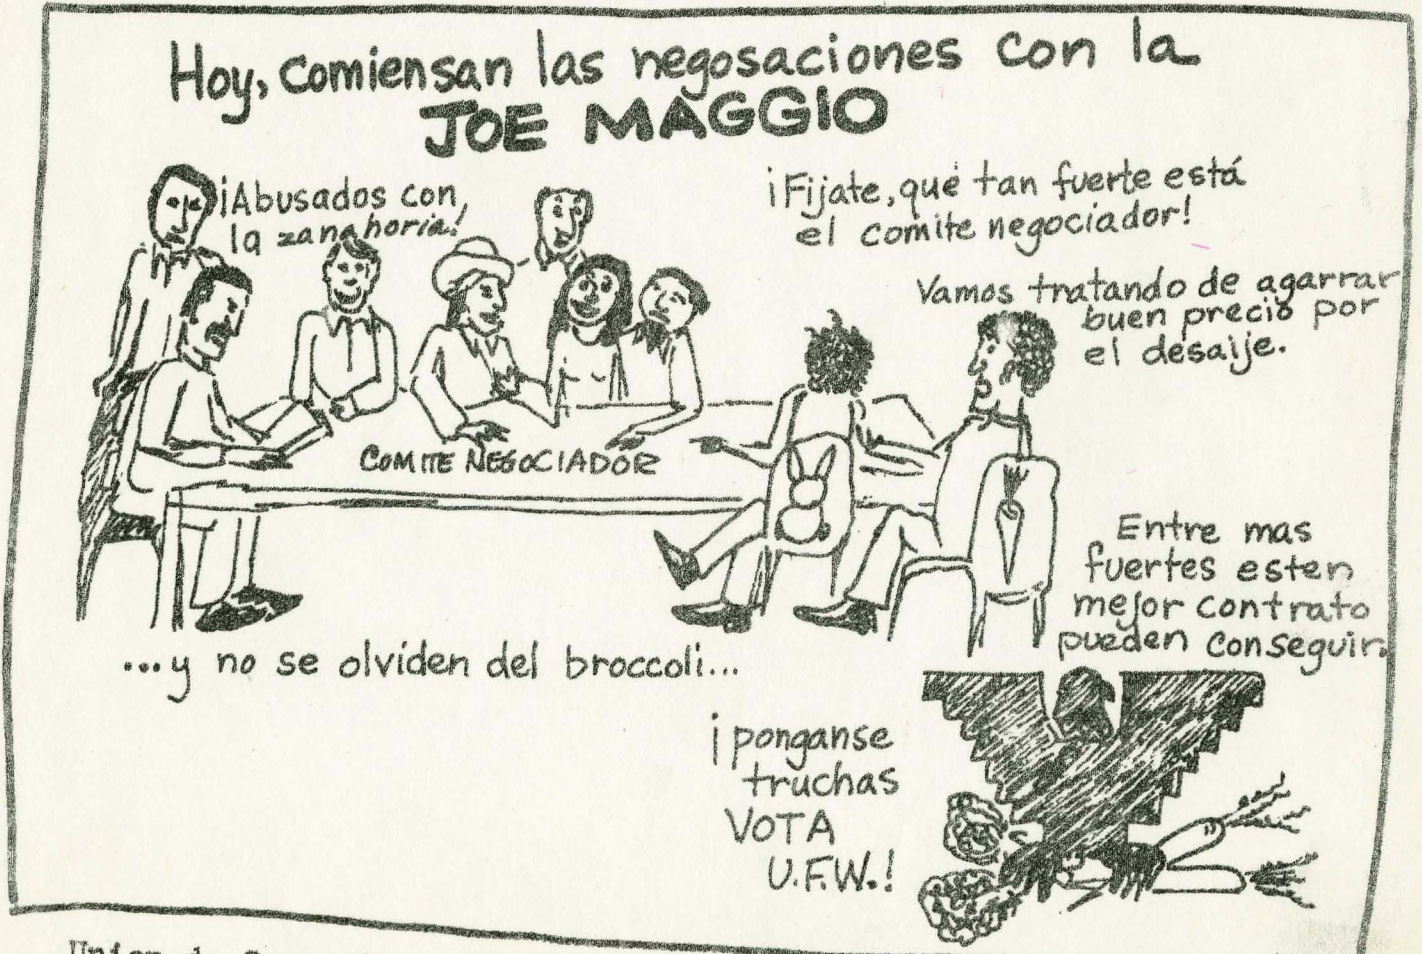 Hoy, comiensan las negosaciones con la
JOE MAGGIO
¡Abusados con
la zanahoria!
¡Fijate, que tan fuerte está
el comite negociador!
Vamos tratando de agarrar
buen precio por
el desaije.
COMITE NEGOCIADOR
Entre mas
fuertes esten
mejor contrato
pueden conseguir.
...y no se olviden del broccoli...
¡ponganse
truchas
VOTA
U.F.W.!